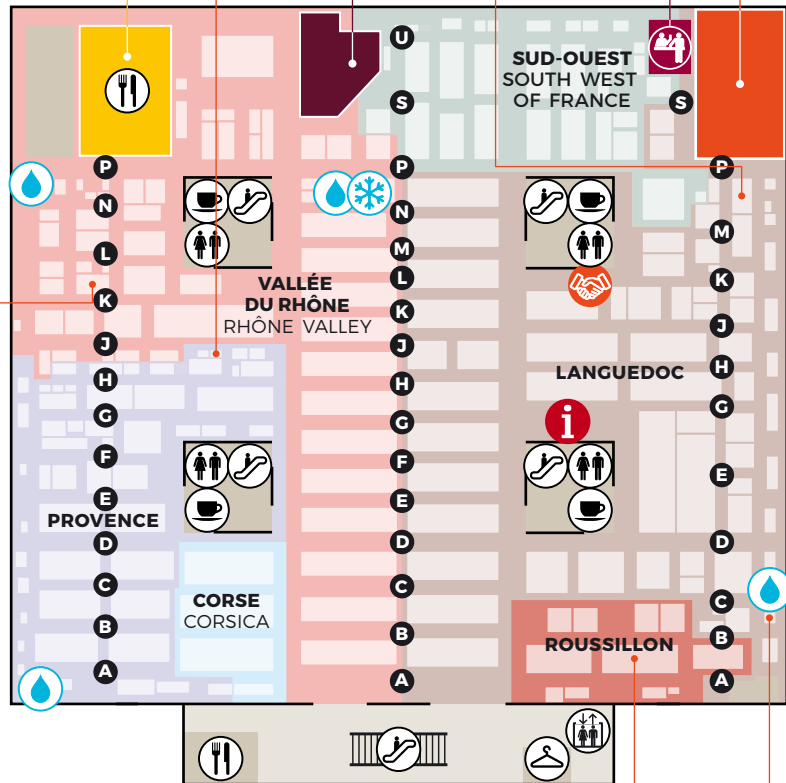 U
SUD-OUEST
SOUTH WEST
OF FRANCE
S
S
P
P
P
N
N
M
M
L
VALLÉE
DU RHÔNE
RHÔNE VALLEY
L
K
K
K
J
J
J
H
LANGUEDOC
H
H
G
G
G
i
F
F
E
E
E
PROVENCE
D
D
D
C
CORSE
CORSICA
C
C
B
B
ROUSSILLON
B
A
A
A